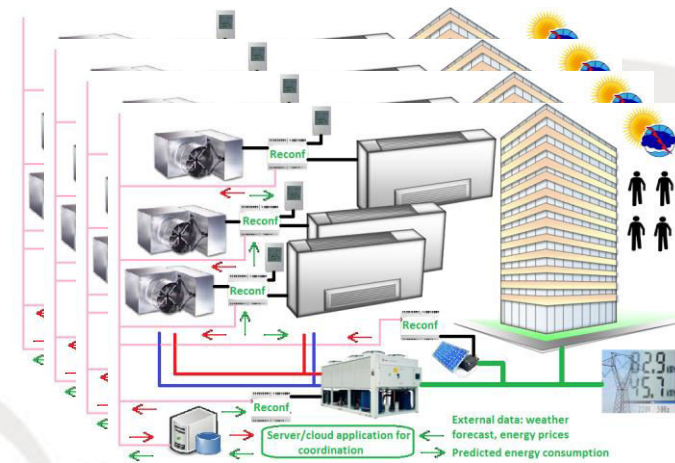 Reconf
Reconf
Reconf
Reconf
Reconf
82.9
45.7
Server/cloud application for
coordination
External data: weather
forecast, energy prices
Predicted energy consumption